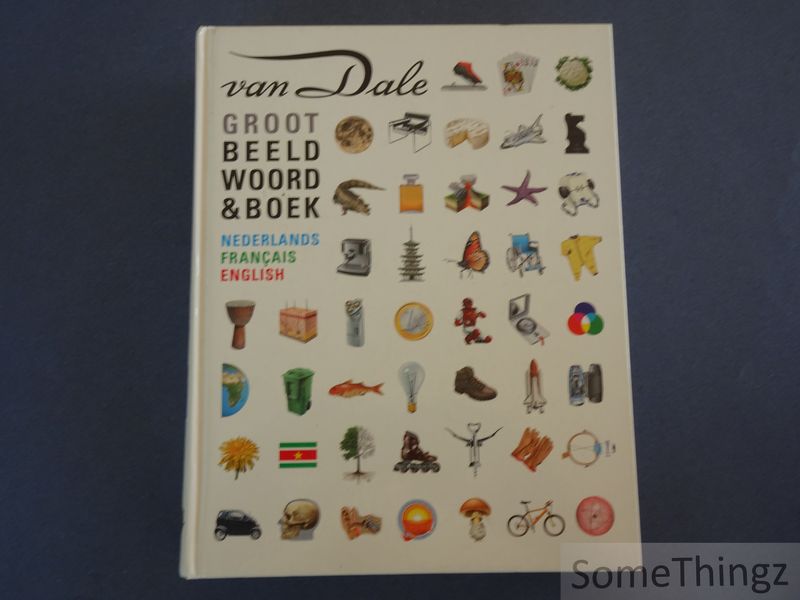 van Dale
GROOT
BEELD
WOORD
& BOEK
NEDERLANDS
FRANÇAIS
ENGLISH
SomeThingz